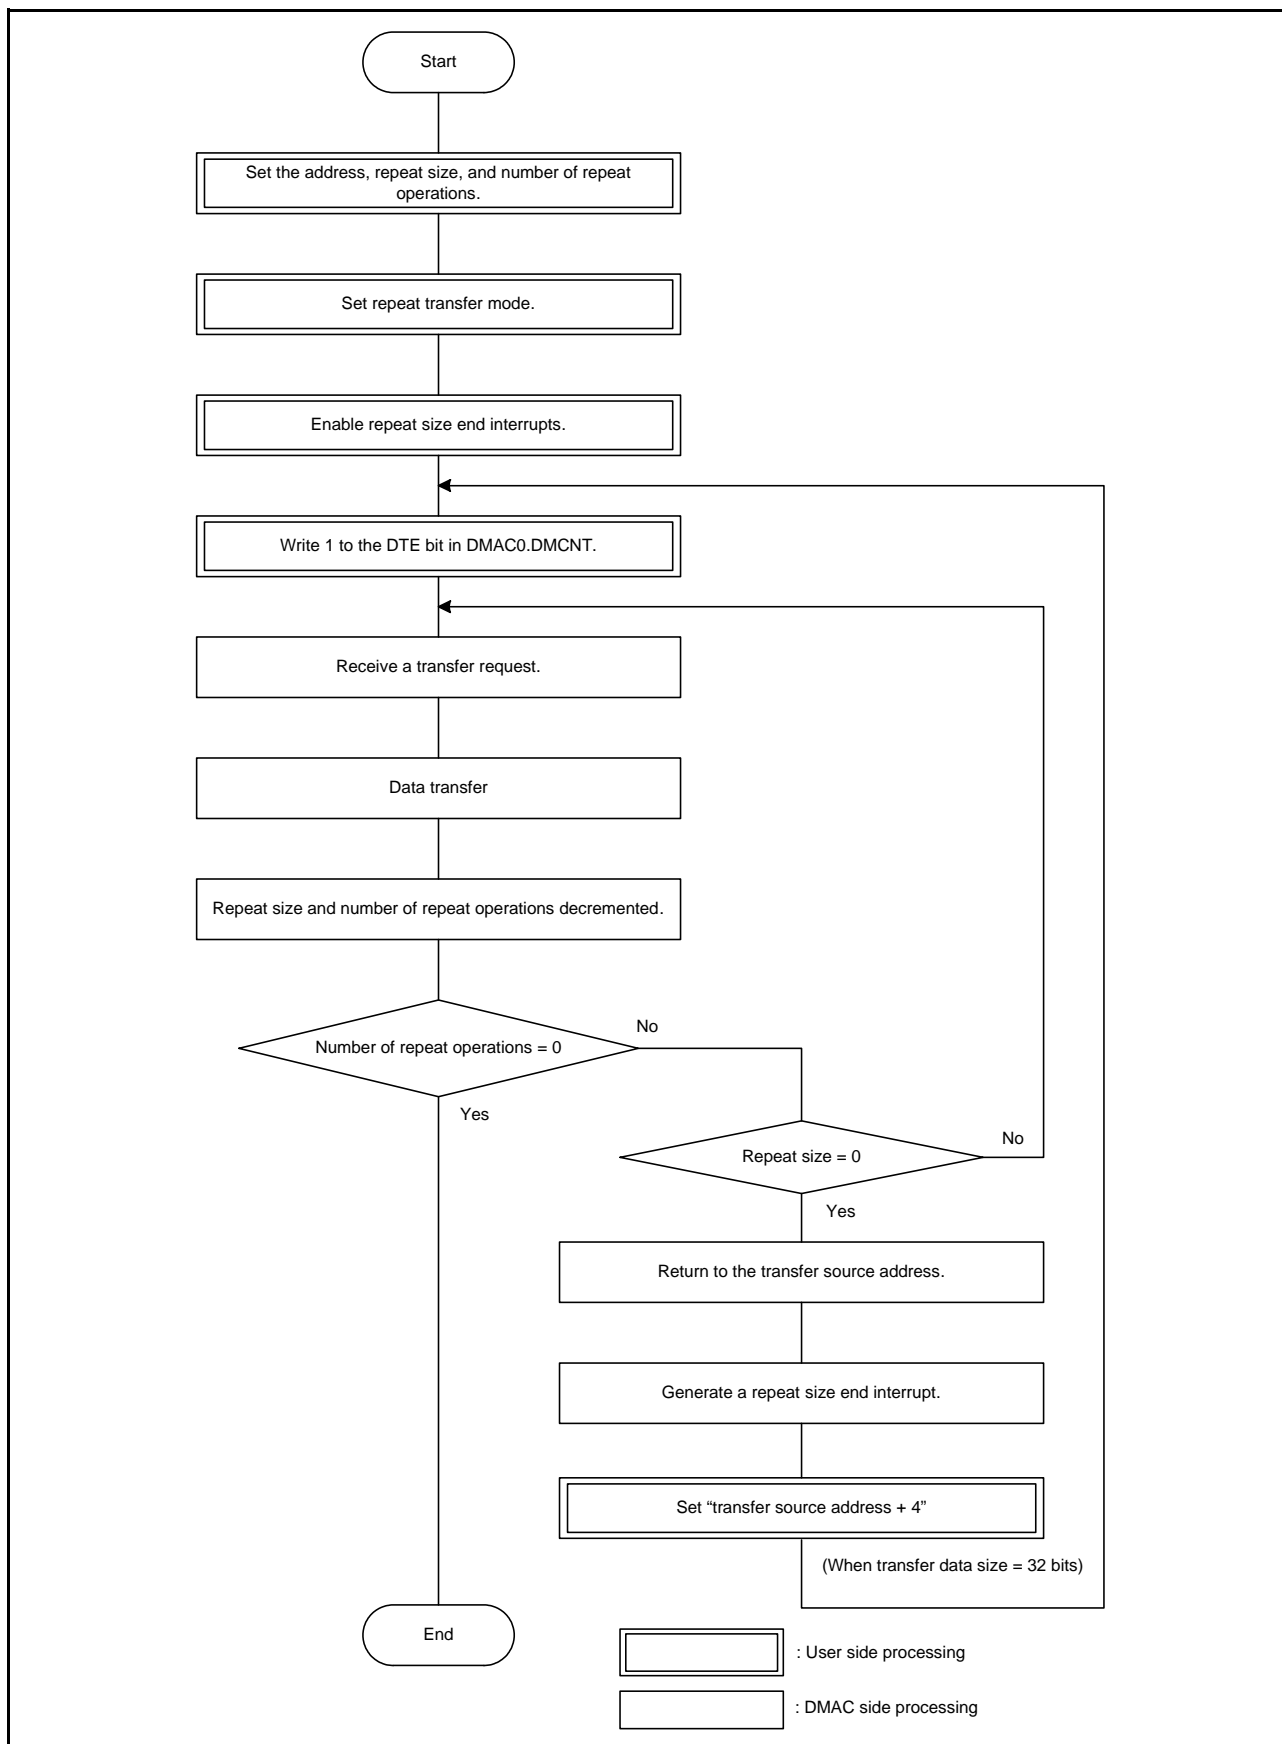 Start
Set the address, repeat size, and number of repeat
operations.
Set repeat transfer mode.
Enable repeat size end interrupts.
Write 1 to the DTE bit in DMAC0.DMCNT.
Receive a transfer request.
Data transfer
Repeat size and number of repeat operations decremented.
Number of repeat operations = 0
No
Yes
Repeat size = 0
No
Yes
Return to the transfer source address.
Generate a repeat size end interrupt.
Set “transfer source address + 4”
(When transfer data size = 32 bits)
End
: User side processing
: DMAC side processing